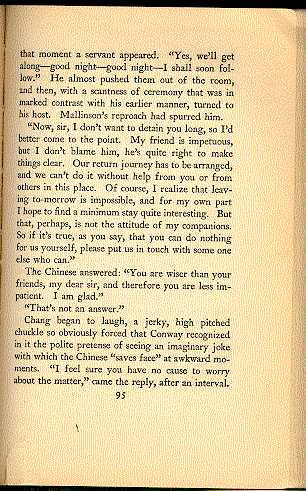 that moment a servant appeared. "Yes, we'll get
along—good night—good night—I shall soon fol-
low." He almost pushed them out of the room,
and then, with a scantness of ceremony that was in
marked contrast with his earlier manner, turned to
his host. Mallinson's reproach had spurred him.
"Now, sir, I don't want to detain you long, so I'd
better come to the point. My friend is impetuous,
but I don't blame him, he's quite right to make
things clear. Our return journey has to be arranged,
and we can't do it without help from you or from
others in this place. Of course, I realize that leav-
ing to-morrow is impossible, and for my own part
I hope to find a minimum stay quite interesting. But
that, perhaps, is not the attitude of my companions.
So if it's true, as you say, that you can do nothing
for us yourself, please put us in touch with some one
else who can."
The Chinese answered: "You are wiser than your
friends, my dear sir, and therefore you are less im-
patient. I am glad."
"That's not an answer."
Chang began to laugh, a jerky, high pitched
chuckle so obviously forced that Conway recognized
in it the polite pretense of seeing an imaginary joke
with which the Chinese "saves face" at awkward mo-
ments. "I feel sure you have no cause to worry
about the matter," came the reply, after an interval.
95